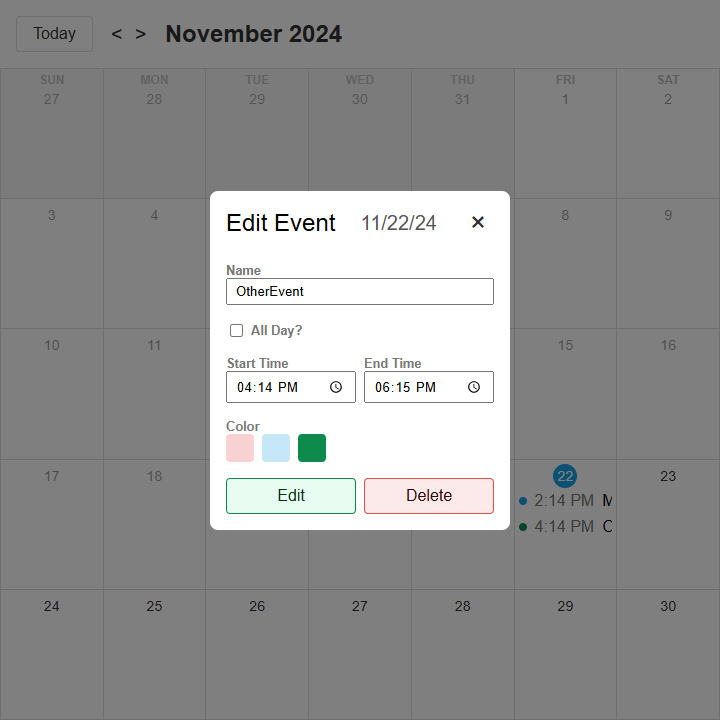 Today < > November 2024
SUN MON TUE WED THU FRI SAT
27 28 29 30 31 1 2
3 4 8 9
Edit Event 11/22/24 ✕
Name
OtherEvent
All Day?
10 11 15 16
Start Time End Time
04:14 PM 06:15 PM
Color
17 18 22 23
Edit Delete
2:14 PM M
4:14 PM
24 25 26 27 28 29 30